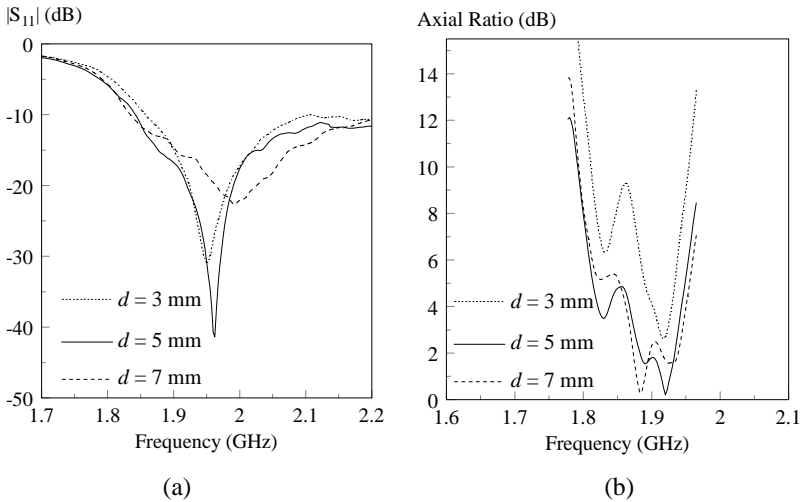 |S11| (dB)
0
-10
-20
-30
-40
-50
d = 3 mm
d = 5 mm
d = 7 mm
1.7 1.8 1.9 2 2.1 2.2
Frequency (GHz)
(a)
Axial Ratio (dB)
14
12
10
8
6
4
2
0
d = 3 mm
d = 5 mm
d = 7 mm
1.6 1.7 1.8 1.9 2 2.1
Frequency (GHz)
(b)